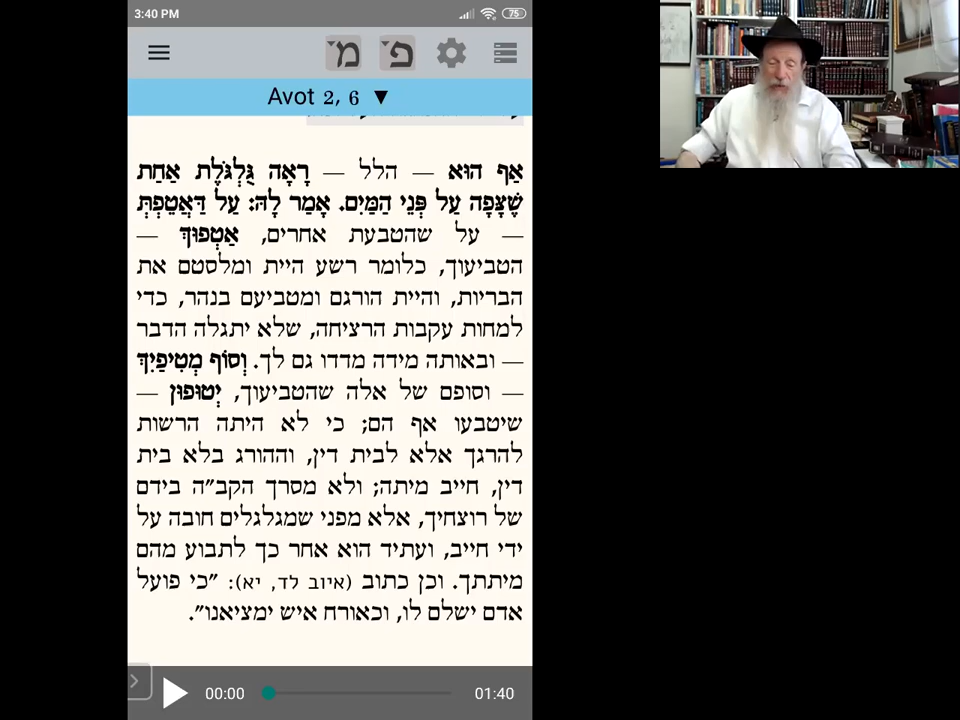 3:40 PM
75
מ' פ'
Avot 2, 6 ▼
אַף הוּא — הלל — רָאָה גֻּלְגֹּלֶת אַחַת
שֶׁצָּפָה עַל פְּנֵי הַמַּיִם. אָמַר לָהּ: עַל דַּאֲטֵפְתְּ
— על שהטבעת אחרים, אַטְפוּךְ —
הטביעוך, כלומר רשע היית ומלסטם את
הבריות, והיית הורגם ומטביעם בנהר, כדי
למחות עקבות הרציחה, שלא יתגלה הדבר
— ובאותה מידה מדדו גם לך. וְסוֹף מְטִיפַיִךְ
— וסופם של אלה שהטביעוך, יְטוּפוּן —
שיטבעו אף הם; כי לא היתה הרשות
להרגך אלא לבית דין, וההורג בלא בית
דין, חייב מיתה; ולא מסרך הקב״ה בידם
של רוצחיך, אלא מפני שמגלגלים חובה על
ידי חייב, ועתיד הוא אחר כך לתבוע מהם
מיתתך. וכן כתוב (איוב לד, יא): ״כי פועל
אדם ישלם לו, וכאורח איש ימציאנו״.
00:00
01:40